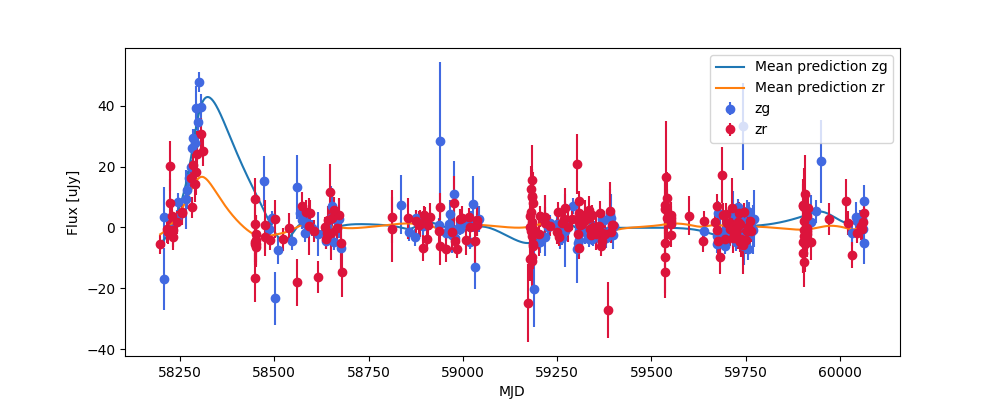 Mean prediction zg
Mean prediction zr
zg
zr
Flux [uJy]
40
20
0
−20
−40
58250
58500
58750
59000
59250
59500
59750
60000
MJD